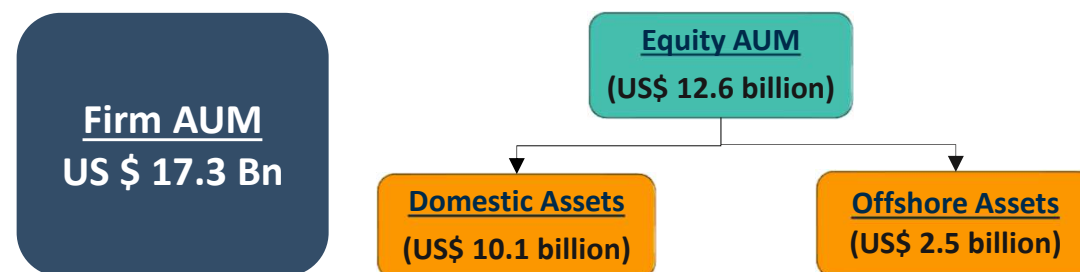 Firm AUM
US $ 17.3 Bn
Equity AUM
(US$ 12.6 billion)
Domestic Assets
(US$ 10.1 billion)
Offshore Assets
(US$ 2.5 billion)